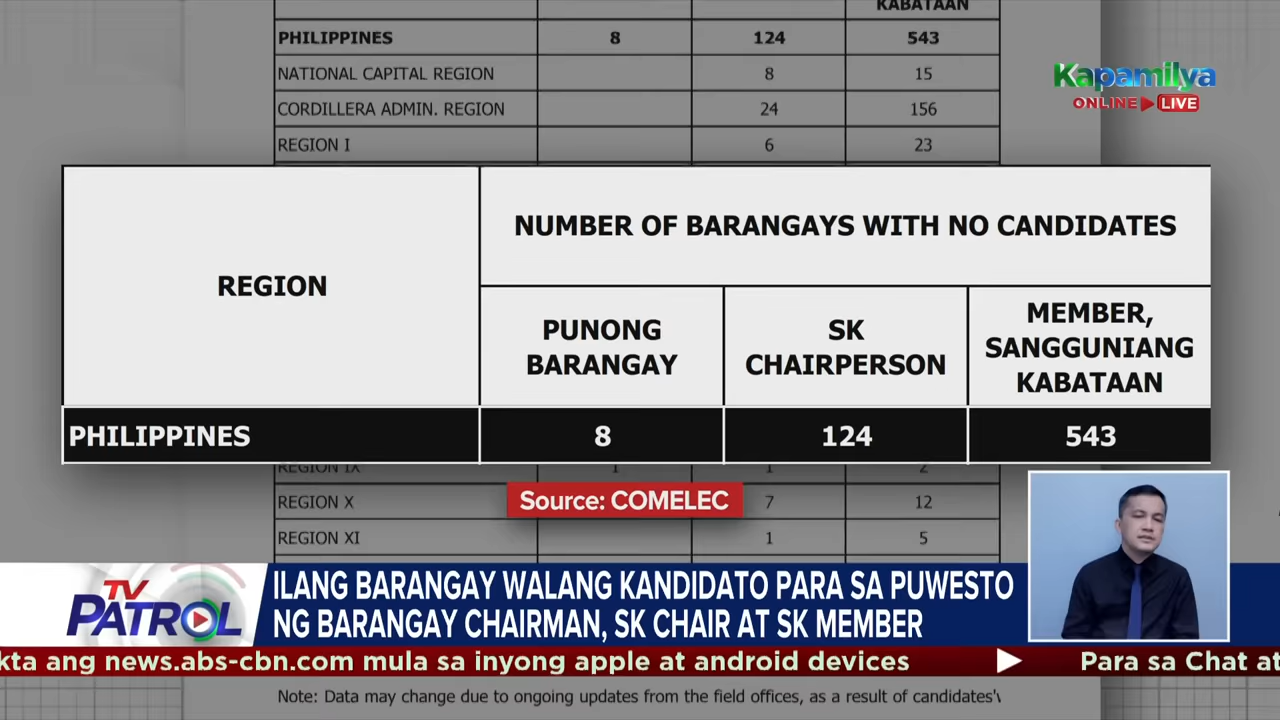 KABATAAN
PHILIPPINES 8 124 543
NATIONAL CAPITAL REGION 8 15
CORDILLERA ADMIN. REGION 24 156
REGION I 6 23
Kapamilya
ONLINE LIVE
REGION
NUMBER OF BARANGAYS WITH NO CANDIDATES
PUNONG
BARANGAY
SK
CHAIRPERSON
MEMBER,
SANGGUNIANG
KABATAAN
PHILIPPINES 8 124 543
REGION IX 1 1 2
REGION X 7 12
Source: COMELEC
REGION XI 1 5
TV
PATROL
ILANG BARANGAY WALANG KANDIDATO PARA SA PUWESTO
NG BARANGAY CHAIRMAN, SK CHAIR AT SK MEMBER
kta ang news.abs-cbn.com mula sa inyong apple at android devices
Para sa Chat at
Note: Data may change due to ongoing updates from the field offices, as a result of candidates'